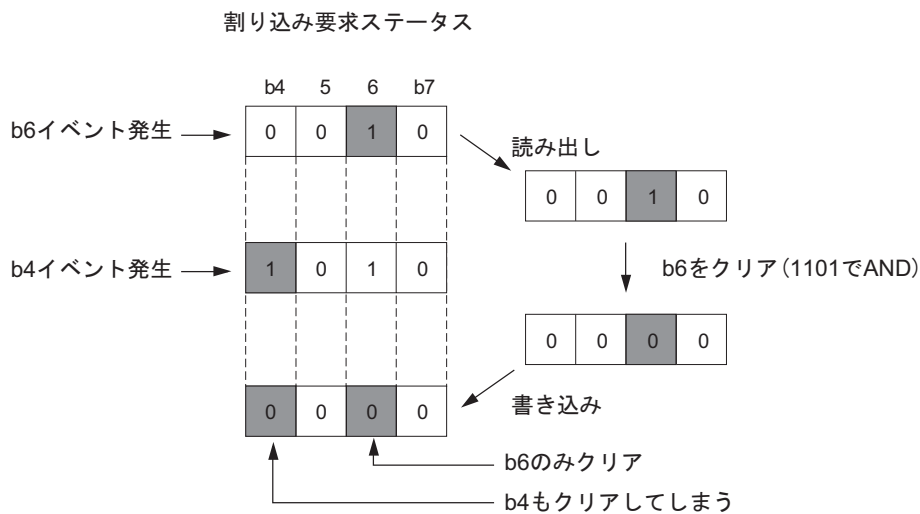 割り込み要求ステータス
b4 5 6 b7
b6イベント発生
0 0 1 0
読み出し
0 0 1 0
b4イベント発生
1 0 1 0
b6をクリア（1101でAND）
0 0 0 0
書き込み
0 0 0 0
b6のみクリア
b4もクリアしてしまう